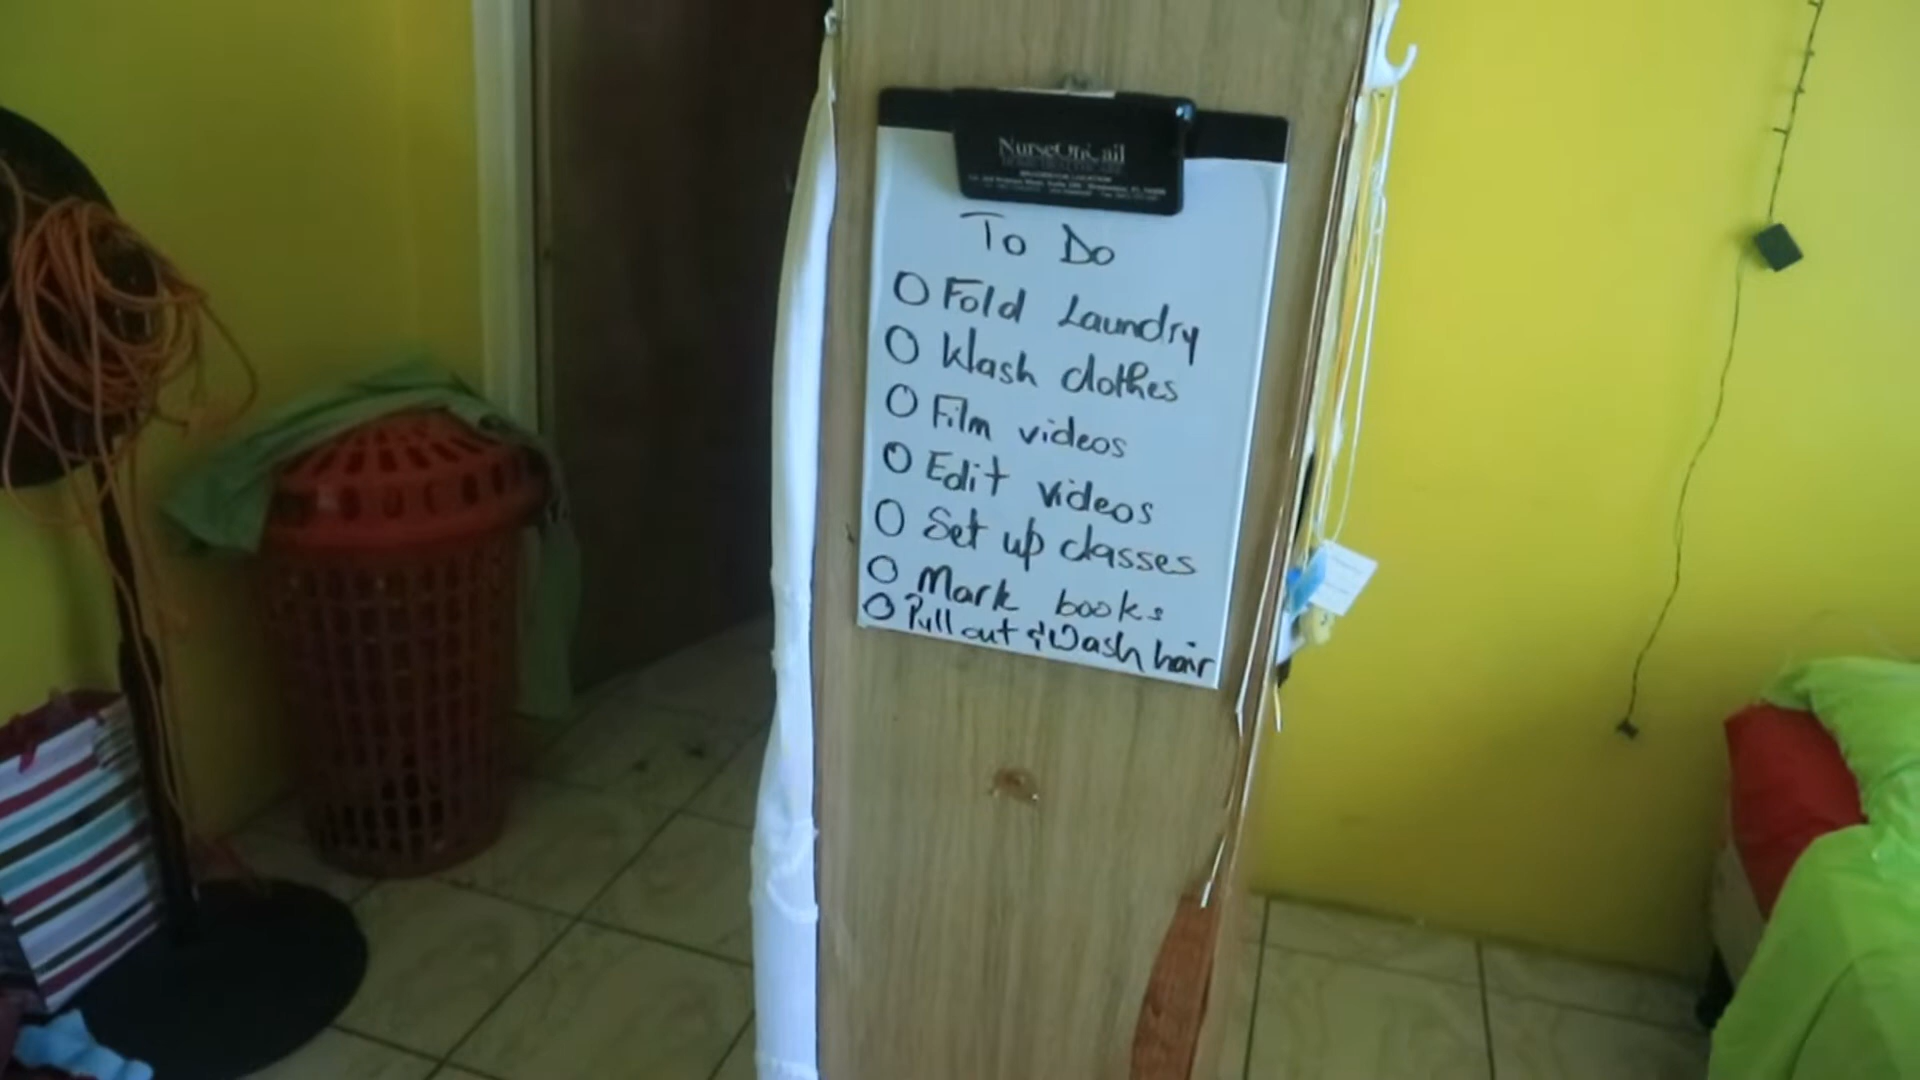 NurseOnCall
To Do
Fold Laundry
Wash clothes
Film videos
Edit videos
Set up classes
Mark books
Pull out & Wash hair